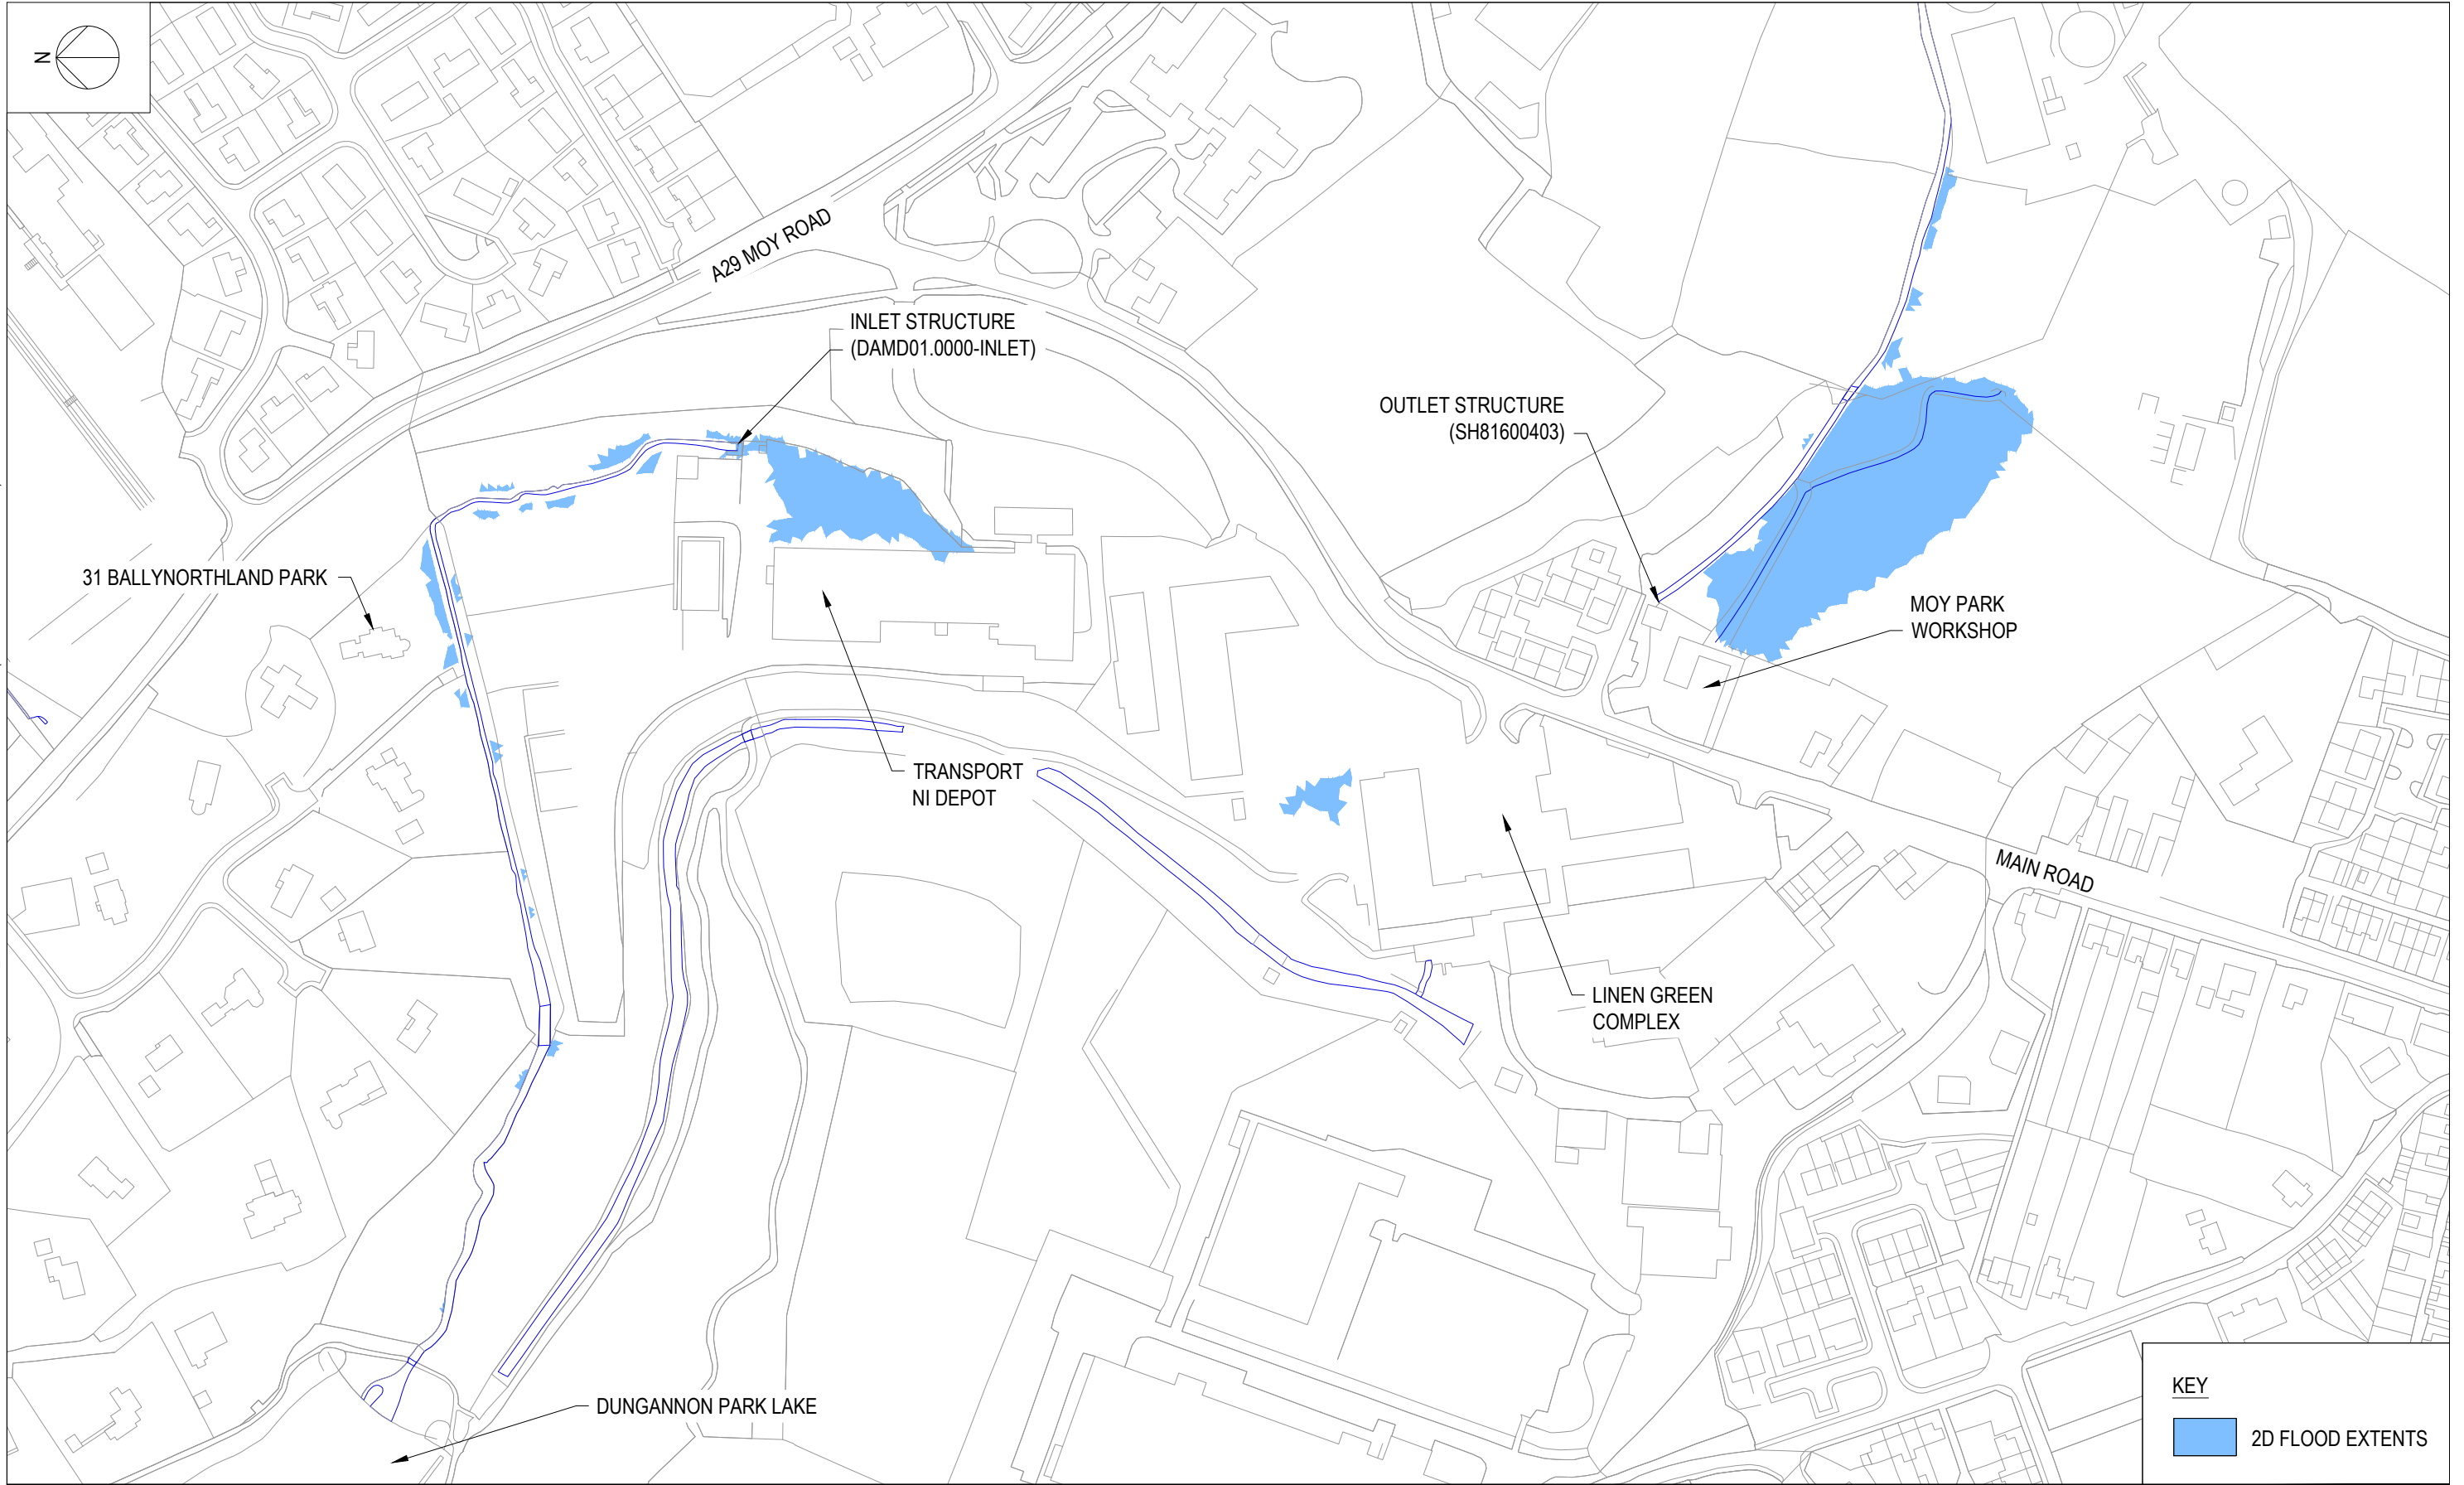 N
A29 MOY ROAD
INLET STRUCTURE
(DAMD01.0000-INLET)
OUTLET STRUCTURE
(SH81600403)
31 BALLYNORTHLAND PARK
MOY PARK
WORKSHOP
TRANSPORT
NI DEPOT
MAIN ROAD
LINEN GREEN
COMPLEX
DUNGANNON PARK LAKE
KEY
2D FLOOD EXTENTS